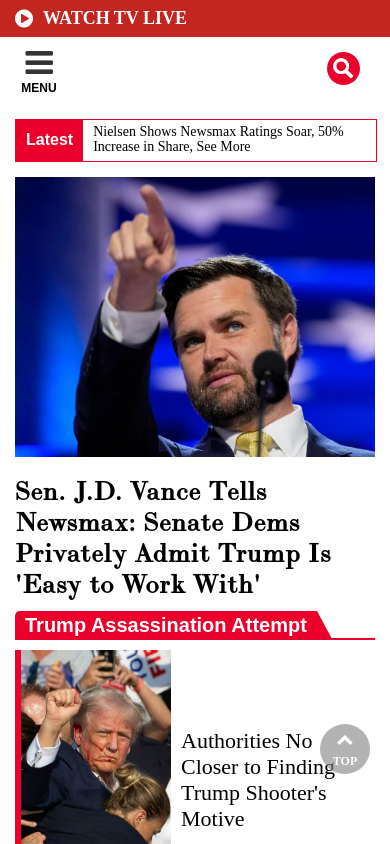 WATCH TV LIVE
MENU
Latest
Nielsen Shows Newsmax Ratings Soar, 50%
Increase in Share, See More
Sen. J.D. Vance Tells
Newsmax: Senate Dems
Privately Admit Trump Is
'Easy to Work With'
Trump Assassination Attempt
Authorities No
Closer to Finding
Trump Shooter's
Motive
TOP